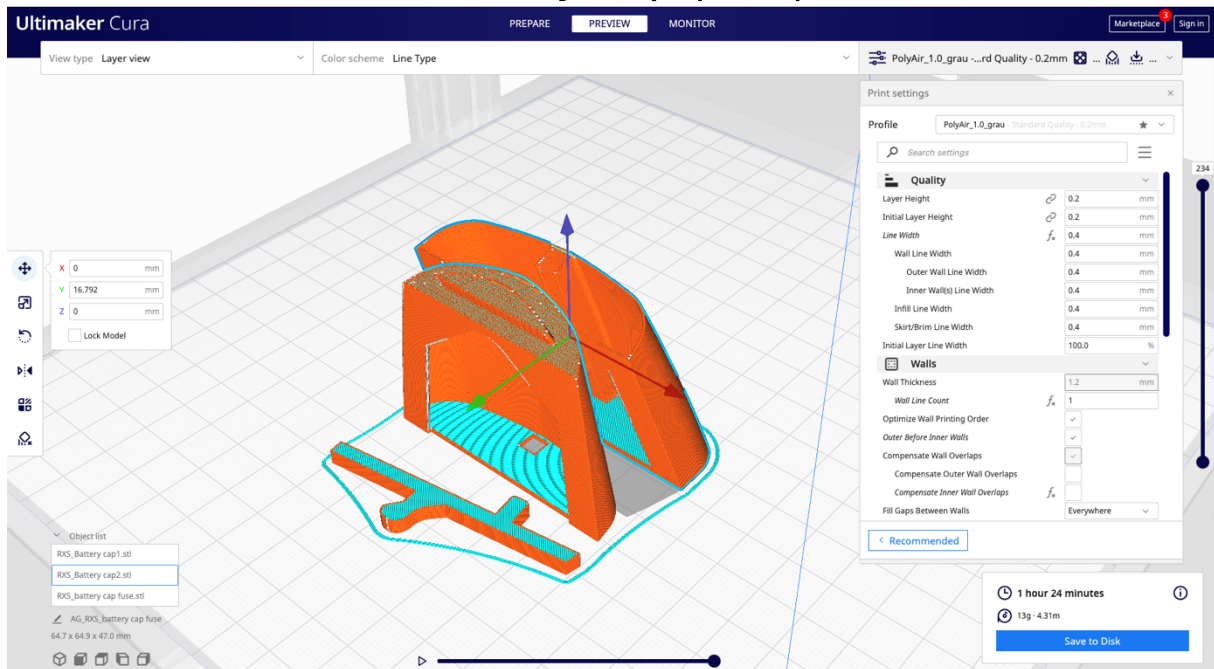 Ultimaker Cura
PREPARE PREVIEW MONITOR
Marketplace 3 Sign in
View type Layer view
Color scheme Line Type
PolyAir_1.0_grau -...rd Quality - 0.2mm ... ...
Print settings
Profile PolyAir_1.0_grau - Standard Quality - 0.2mm
Search settings
Quality
Layer Height 0.2 mm
Initial Layer Height 0.2 mm
Line Width 0.4 mm
Wall Line Width 0.4 mm
Outer Wall Line Width 0.4 mm
Inner Wall(s) Line Width 0.4 mm
Infill Line Width 0.4 mm
Skirt/Brim Line Width 0.4 mm
Initial Layer Line Width 100.0 %
Walls
Wall Thickness 1.2 mm
Wall Line Count 1
Optimize Wall Printing Order
Outer Before Inner Walls
Compensate Wall Overlaps
Compensate Outer Wall Overlaps
Compensate Inner Wall Overlaps
Fill Gaps Between Walls Everywhere
< Recommended
234
X 0 mm
Y 16.792 mm
Z 0 mm
Lock Model
Object list
RXS_Battery cap1.stl
RXS_Battery cap2.stl
RXS_battery cap fuse.stl
AG_RXS_battery cap fuse
64.7 x 64.9 x 47.0 mm
1 hour 24 minutes
13g · 4.31m
Save to Disk